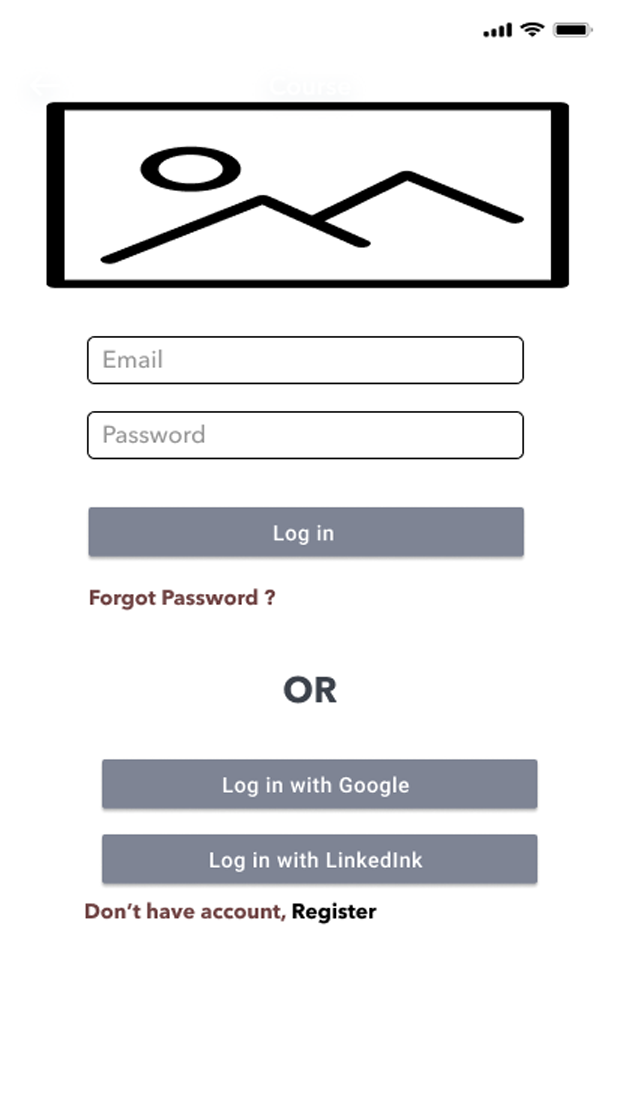 Course
Email
Password
Log in
Forgot Password ?
OR
Log in with Google
Log in with LinkedInk
Don’t have account, Register